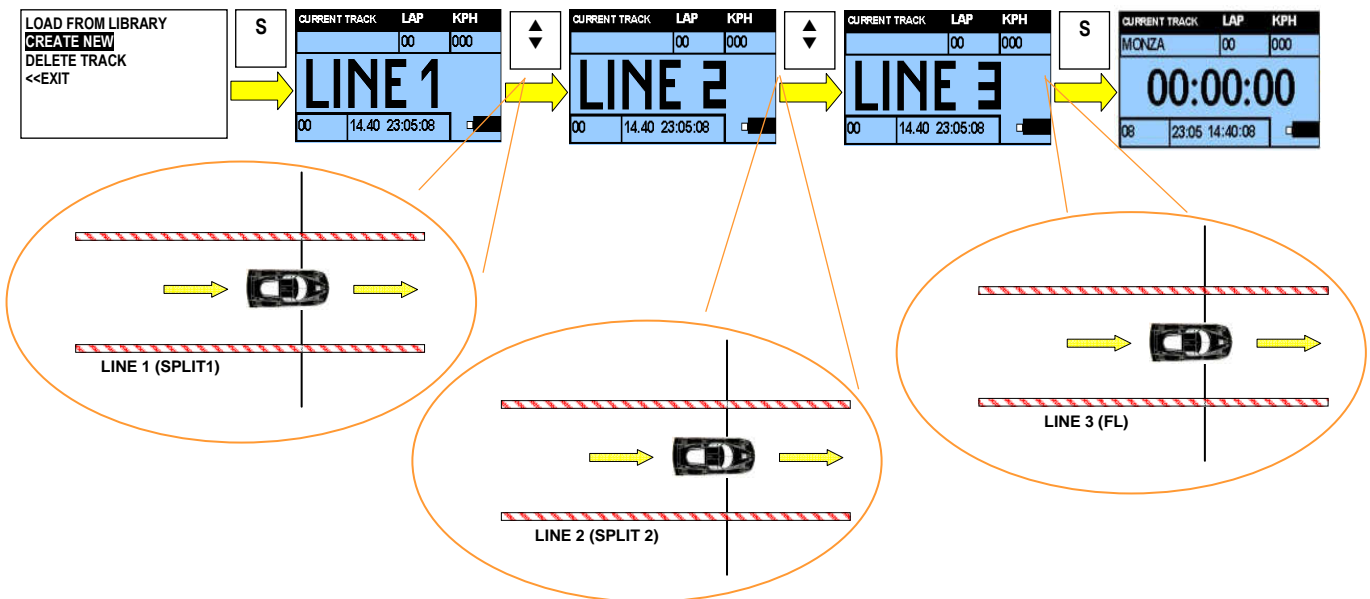 LOAD FROM LIBRARY
CREATE NEW
DELETE TRACK
<<EXIT
S
CURRENT TRACK LAP KPH
00 000
LINE 1
00 14.40 23:05:08
CURRENT TRACK LAP KPH
00 000
LINE 2
00 14.40 23:05:08
CURRENT TRACK LAP KPH
00 000
LINE 3
00 14.40 23:05:08
S
CURRENT TRACK LAP KPH
MONZA 00 000
00:00:00
08 23:05 14:40:08
LINE 1 (SPLIT1)
LINE 2 (SPLIT 2)
LINE 3 (FL)